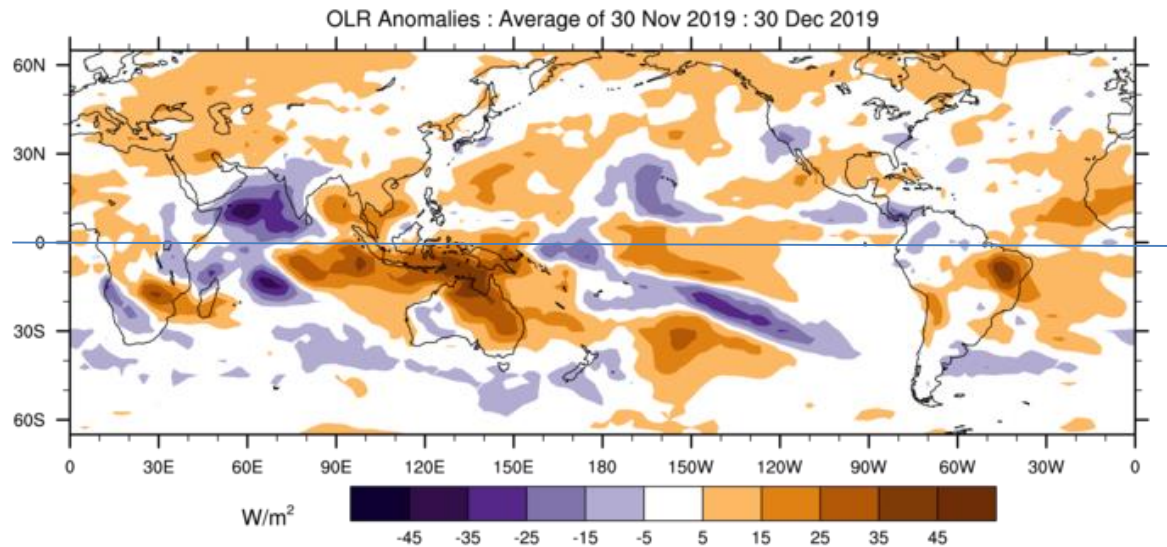 OLR Anomalies : Average of 30 Nov 2019 : 30 Dec 2019
60N
30N
0
30S
60S
0 30E 60E 90E 120E 150E 180 150W 120W 90W 60W 30W 0
W/m²
-45 -35 -25 -15 -5 5 15 25 35 45